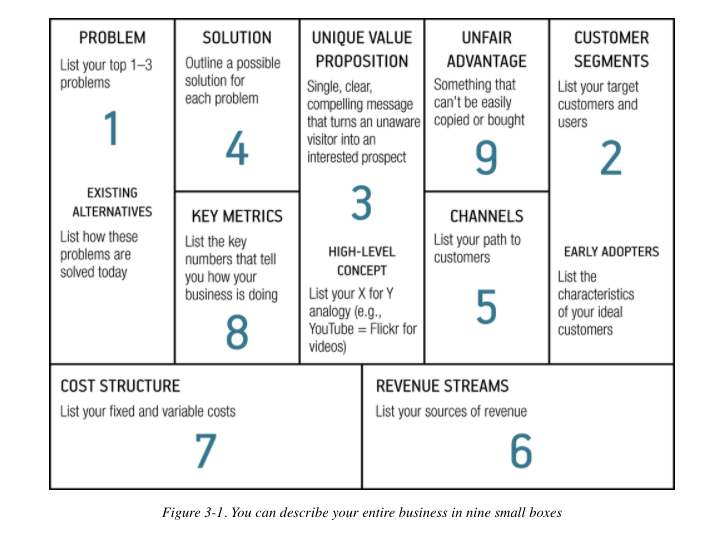 PROBLEM
List your top 1–3
problems
1
EXISTING
ALTERNATIVES
List how these
problems are
solved today
SOLUTION
Outline a possible
solution for
each problem
4
KEY METRICS
List the key
numbers that tell
you how your
business is doing
8
UNIQUE VALUE
PROPOSITION
Single, clear,
compelling message
that turns an unaware
visitor into an
interested prospect
3
HIGH-LEVEL
CONCEPT
List your X for Y
analogy (e.g.,
YouTube = Flickr for
videos)
UNFAIR
ADVANTAGE
Something that
can't be easily
copied or bought
9
CHANNELS
List your path to
customers
5
CUSTOMER
SEGMENTS
List your target
customers and
users
2
EARLY ADOPTERS
List the
characteristics
of your ideal
customers
COST STRUCTURE
List your fixed and variable costs
7
REVENUE STREAMS
List your sources of revenue
6
Figure 3-1. You can describe your entire business in nine small boxes